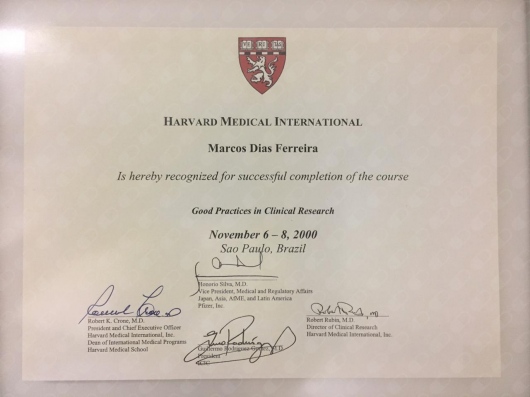 HARVARD MEDICAL INTERNATIONAL
Marcos Dias Ferreira
Is hereby recognized for successful completion of the course
Good Practices in Clinical Research
November 6 – 8, 2000
Sao Paulo, Brazil
Honorio Silva, M.D.
Vice President, Medical and Regulatory Affairs
Japan, Asia, AfME, and Latin America
Pfizer, Inc.
Robert K. Crone, M.D.
President and Chief Executive Officer
Harvard Medical International, Inc.
Dean of International Medical Programs
Harvard Medical School
Guillermo Rodriguez M.D.
President
Robert Rubin, M.D.
Director of Clinical Research
Harvard Medical International, Inc.